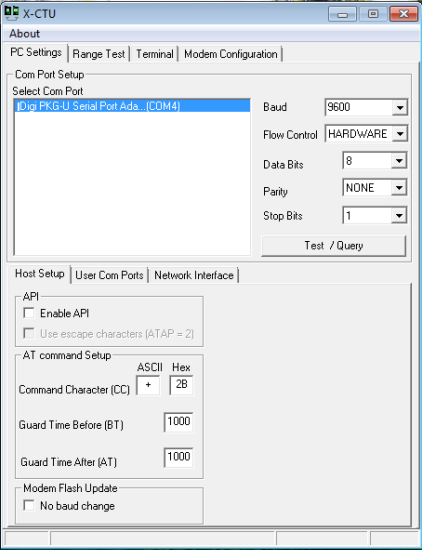 X-CTU
About
PC Settings Range Test Terminal Modem Configuration
Com Port Setup
Select Com Port
Digi PKG-U Serial Port Ada...(COM4)
Baud 9600
Flow Control HARDWARE
Data Bits 8
Parity NONE
Stop Bits 1
Test / Query
Host Setup User Com Ports Network Interface
API
Enable API
Use escape characters (ATAP = 2)
AT command Setup
ASCII Hex
Command Character (CC) + 2B
Guard Time Before (BT) 1000
Guard Time After (AT) 1000
Modem Flash Update
No baud change